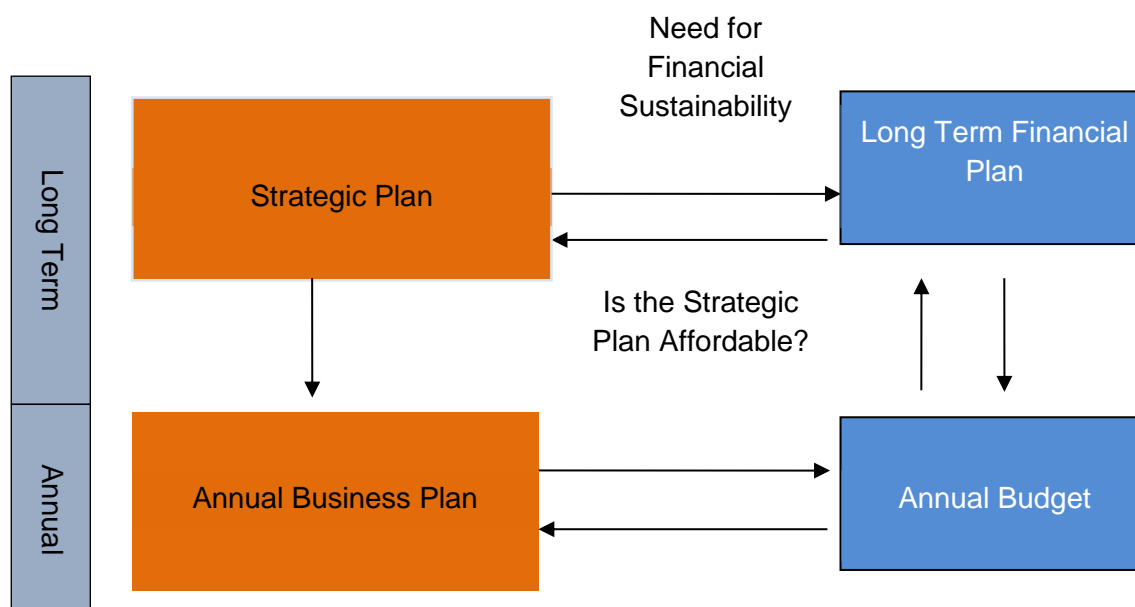 Need for
Financial
Sustainability
Long Term
Strategic Plan
Long Term Financial
Plan
Is the Strategic
Plan Affordable?
Annual
Annual Business Plan
Annual Budget